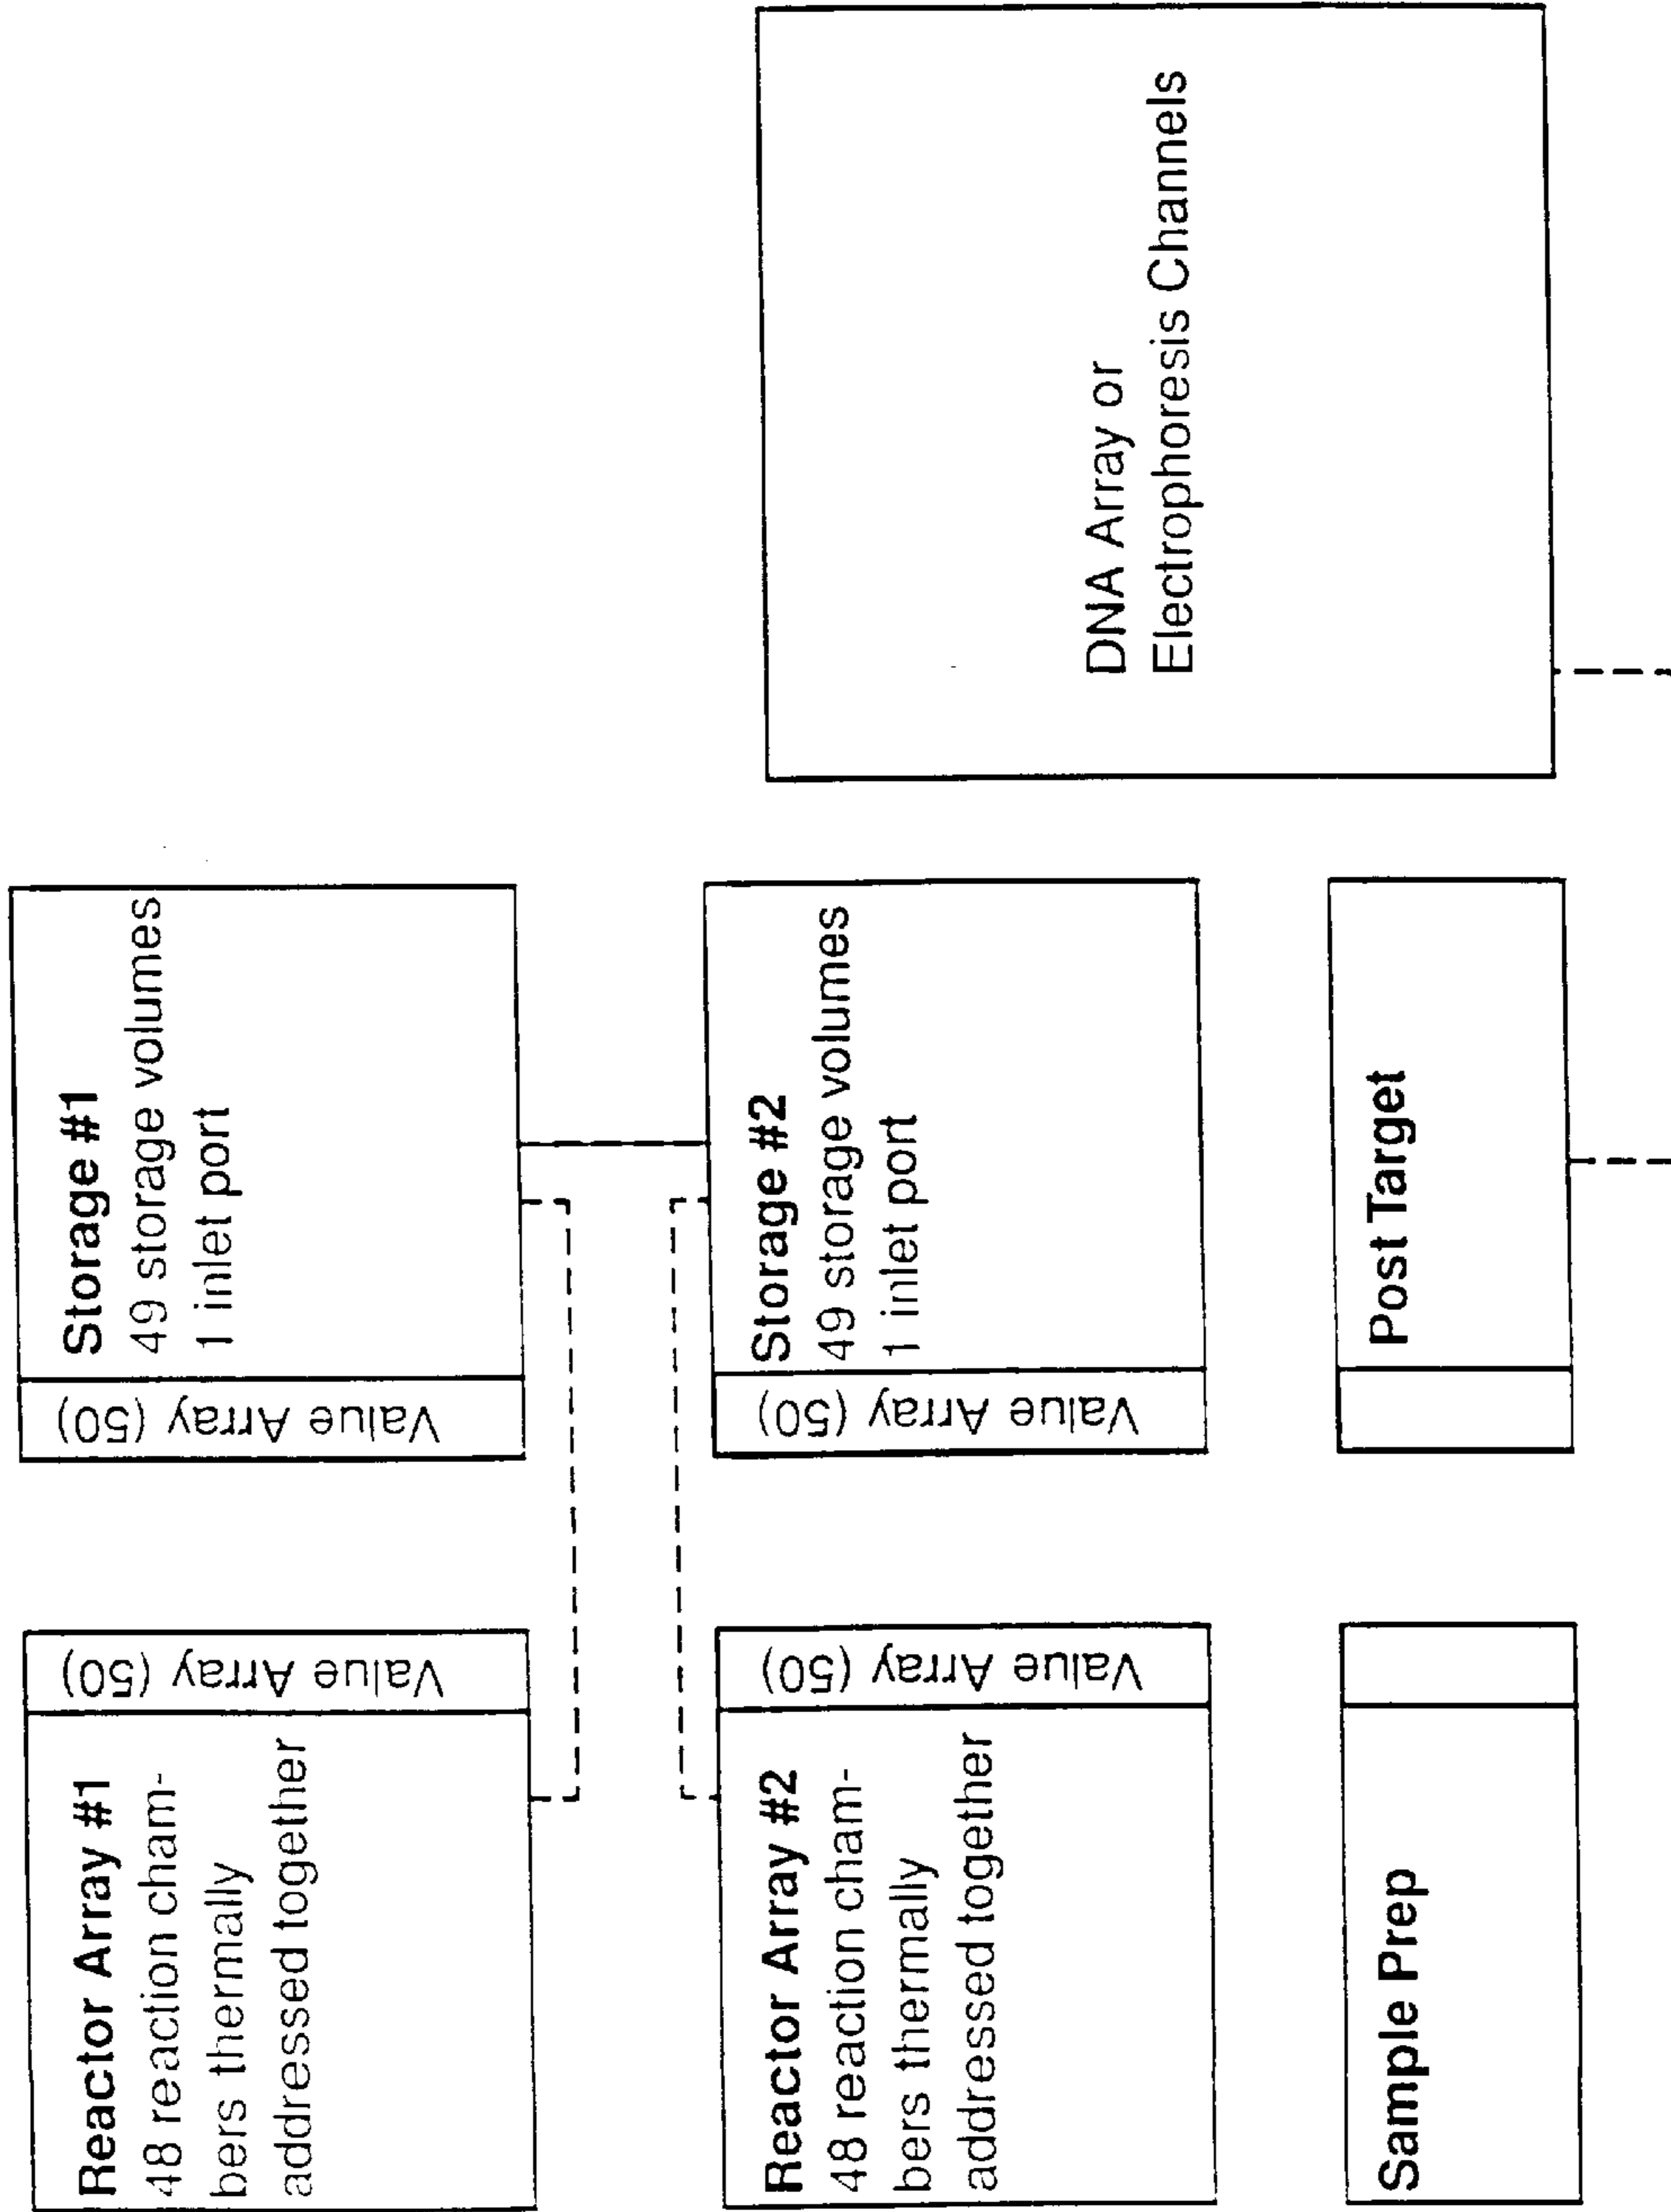 Reactor Array #1
48 reaction cham-
bers thermally
addressed together
Value Array (50)
Value Array (50)
Storage #1
49 storage volumes
1 inlet port
Reactor Array #2
48 reaction cham-
bers thermally
addressed together
Value Array (50)
Value Array (50)
Storage #2
49 storage volumes
1 inlet port
DNA Array or
Electrophoresis Channels
Sample Prep
Post Target